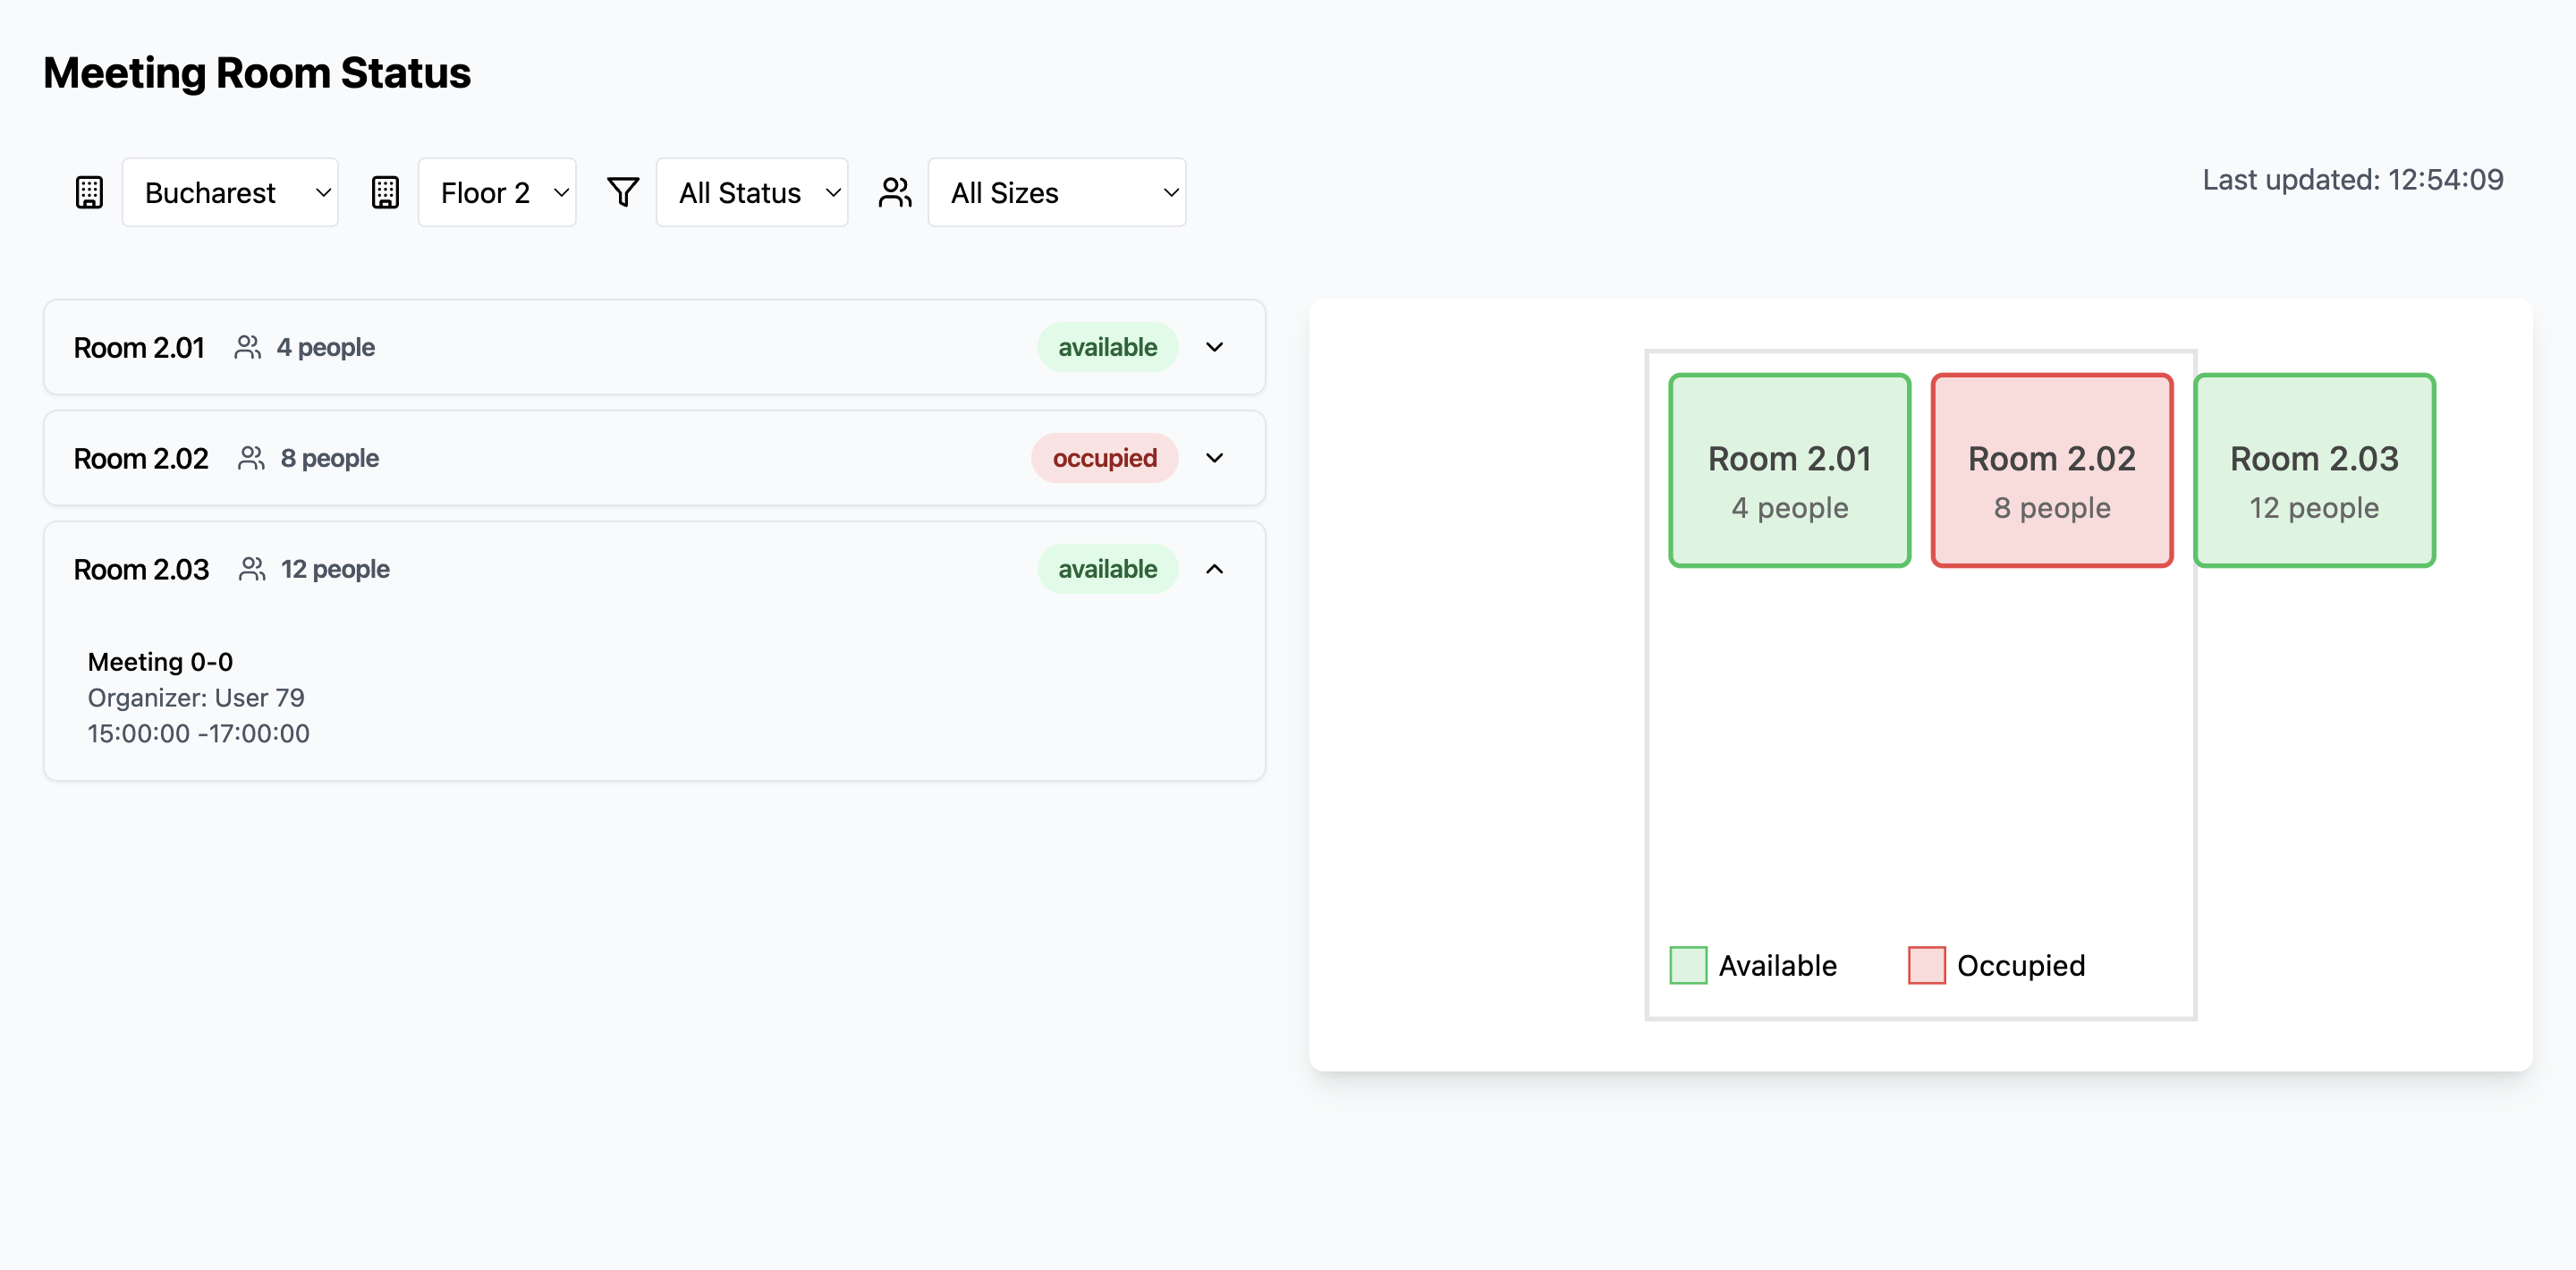 Meeting Room Status
Bucharest
Floor 2
All Status
All Sizes
Last updated: 12:54:09
Room 2.01 4 people available
Room 2.02 8 people occupied
Room 2.03 12 people available
Meeting 0-0
Organizer: User 79
15:00:00 -17:00:00
Room 2.01
4 people
Room 2.02
8 people
Room 2.03
12 people
Available
Occupied